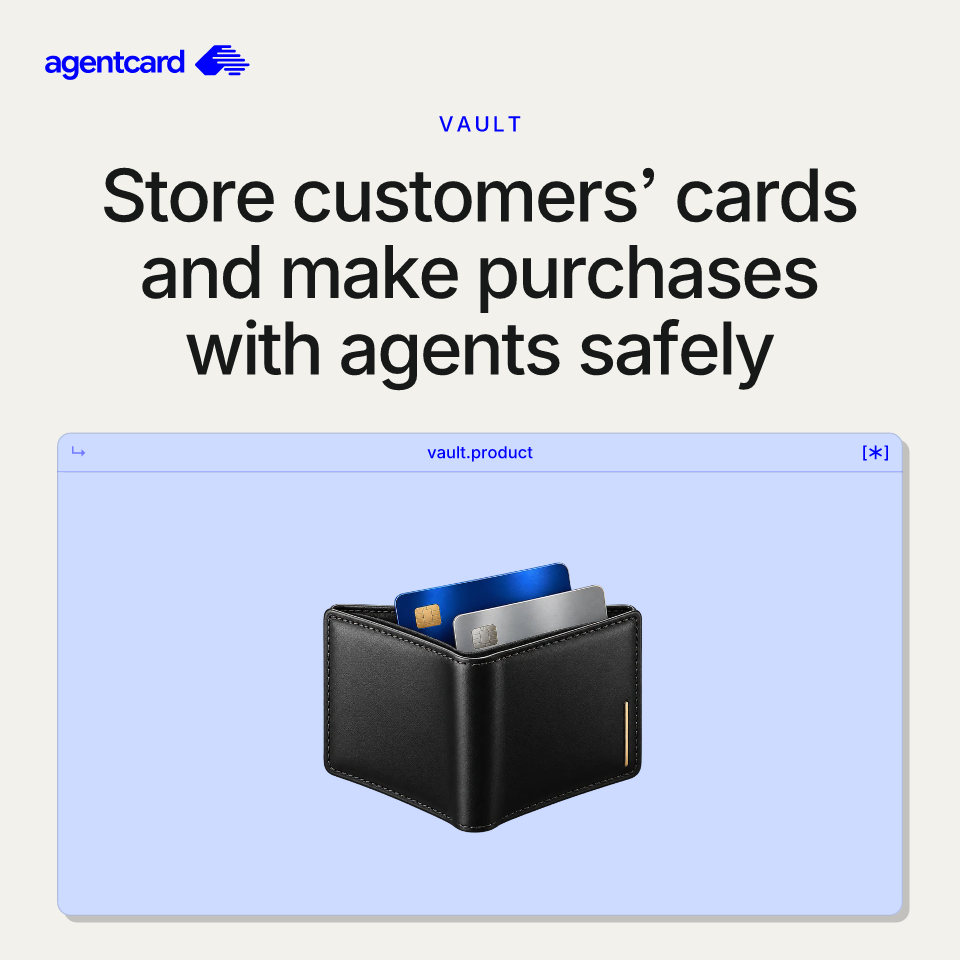 agentcard
VAULT
Store customers’ cards
and make purchases
with agents safely
vault.product
[*]